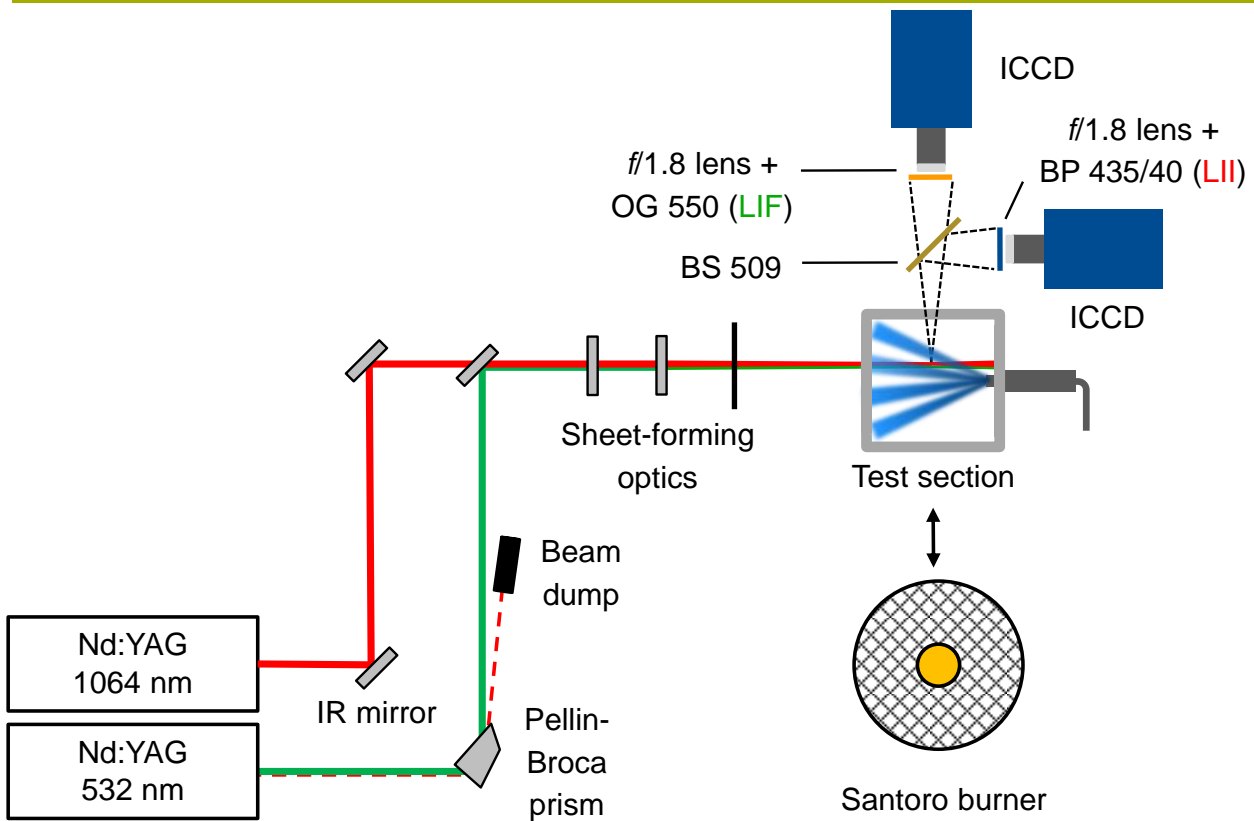 ICCD
f/1.8 lens +
OG 550 (LIF)
f/1.8 lens +
BP 435/40 (LII)
BS 509
ICCD
Sheet-forming
optics
Test section
Beam
dump
Nd:YAG
1064 nm
IR mirror
Pellin-
Broca
prism
Nd:YAG
532 nm
Santoro burner